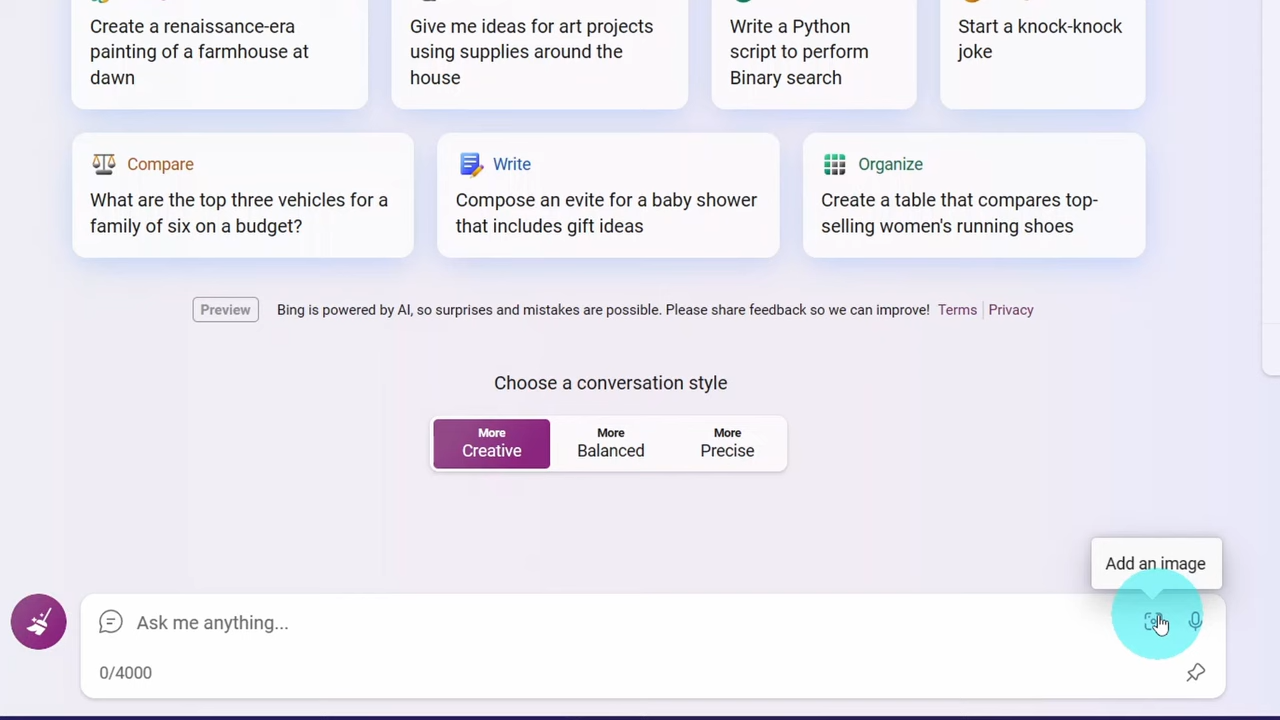 Create a renaissance-era
painting of a farmhouse at
dawn
Give me ideas for art projects
using supplies around the
house
Write a Python
script to perform
Binary search
Start a knock-knock
joke
Compare
What are the top three vehicles for a
family of six on a budget?
Write
Compose an evite for a baby shower
that includes gift ideas
Organize
Create a table that compares top-
selling women's running shoes
Preview
Bing is powered by AI, so surprises and mistakes are possible. Please share feedback so we can improve! Terms Privacy
Choose a conversation style
More
Creative
More
Balanced
More
Precise
Add an image
Ask me anything...
0/4000